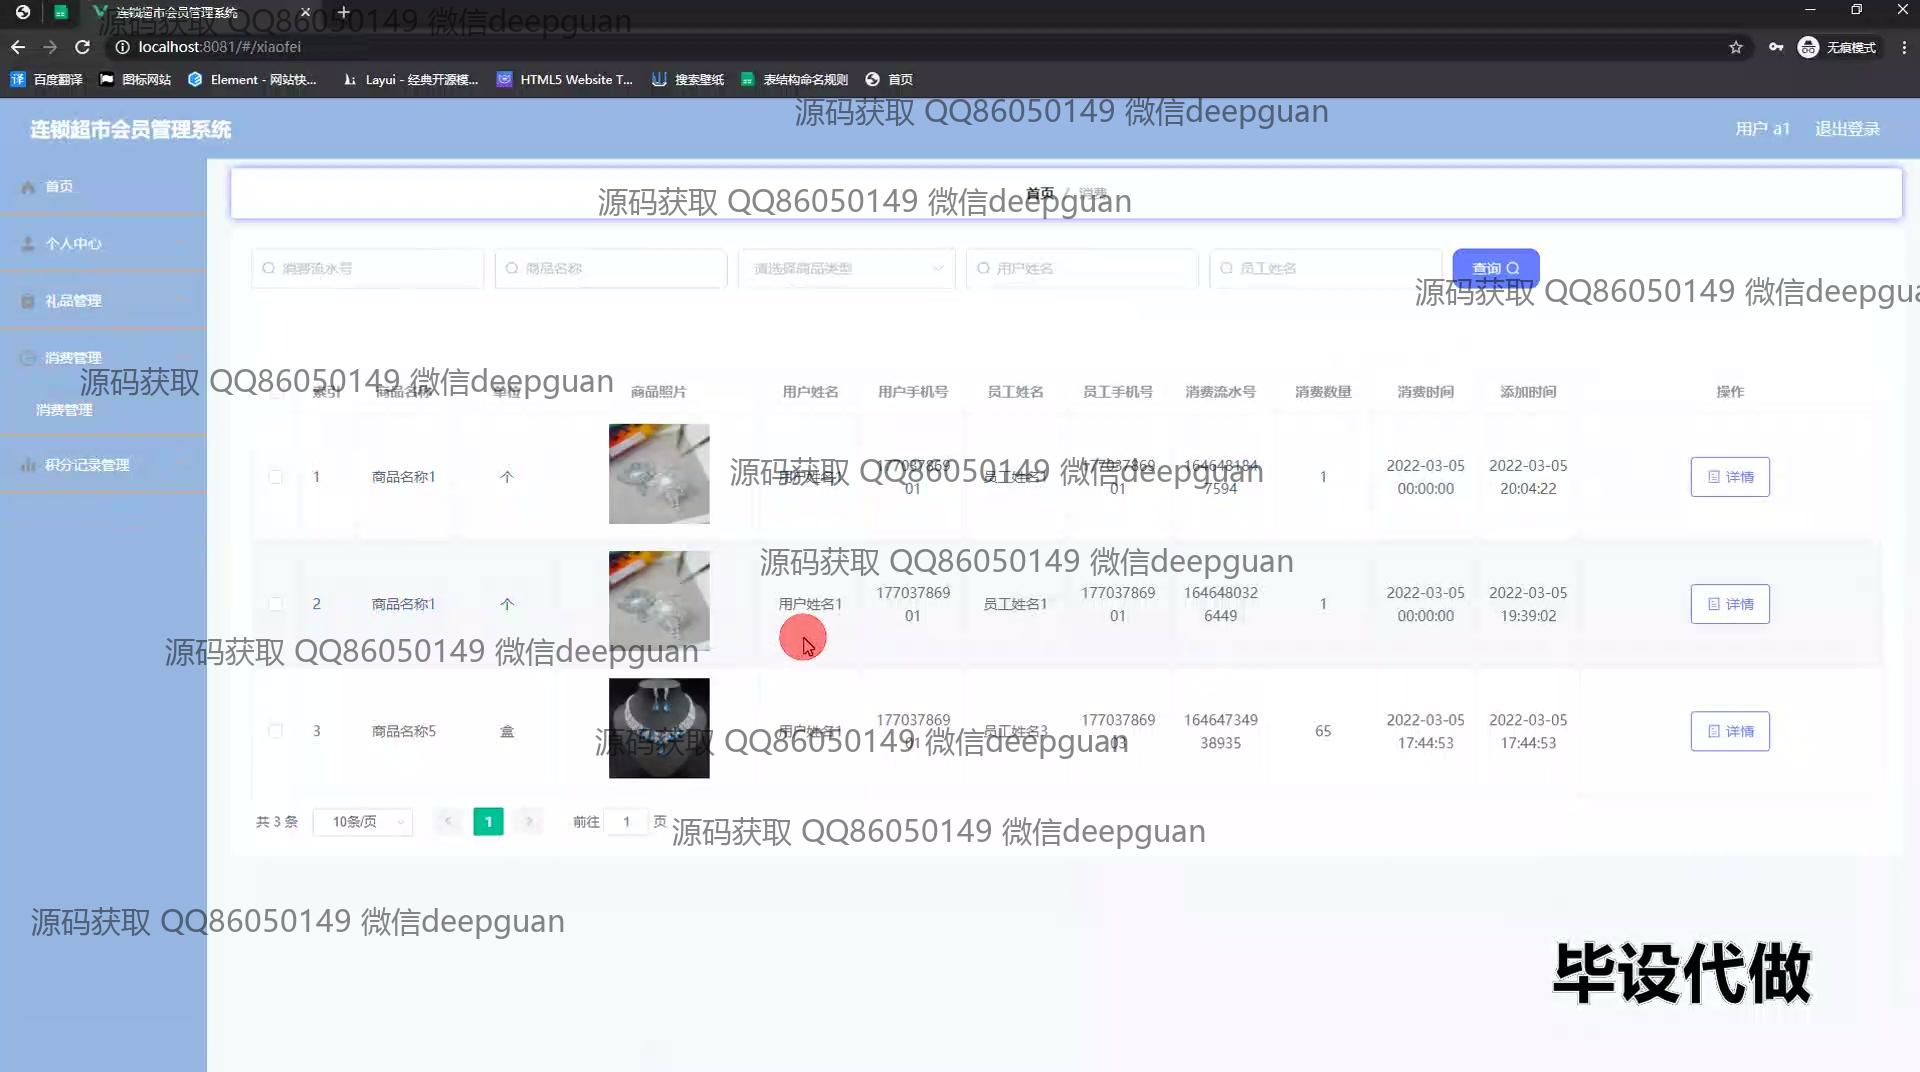 连锁超市会员管理系统
源码获取 QQ86050149 微信deepguan
localhost:8081/#/xiaofei
无痕模式
百度翻译
图标网站
Element - 网站快...
Layui - 经典开源模...
HTML5 Website T...
搜索壁纸
表结构命名规则
首页
源码获取 QQ86050149 微信deepguan
连锁超市会员管理系统
用户 a1
退出登录
首页
个人中心
礼品管理
消费管理
消费管理
积分记录管理
首页 / 消费
源码获取 QQ86050149 微信deepguan
消费流水号
商品名称
请选择商品类型
用户姓名
员工姓名
查询
源码获取 QQ86050149 微信deepgua
源码获取 QQ86050149 微信deepguan
索引 商品名称 单位 商品照片 用户姓名 用户手机号 员工姓名 员工手机号 消费流水号 消费数量 消费时间 添加时间 操作
1 商品名称1 个 用户姓名1 17703786901 员工姓名1 17703786901 1646481847594 1 2022-03-05 00:00:00 2022-03-05 20:04:22 详情
源码获取 QQ86050149 微信deepguan
源码获取 QQ86050149 微信deepguan
2 商品名称1 个 用户姓名1 17703786901 员工姓名1 17703786901 1646480326449 1 2022-03-05 00:00:00 2022-03-05 19:39:02 详情
源码获取 QQ86050149 微信deepguan
3 商品名称5 盒 用户姓名1 17703786901 员工姓名3 17703786903 16464734938935 65 2022-03-05 17:44:53 2022-03-05 17:44:53 详情
源码获取 QQ86050149 微信deepguan
共 3 条 10条/页 < 1 > 前往 1 页
源码获取 QQ86050149 微信deepguan
源码获取 QQ86050149 微信deepguan
毕设代做